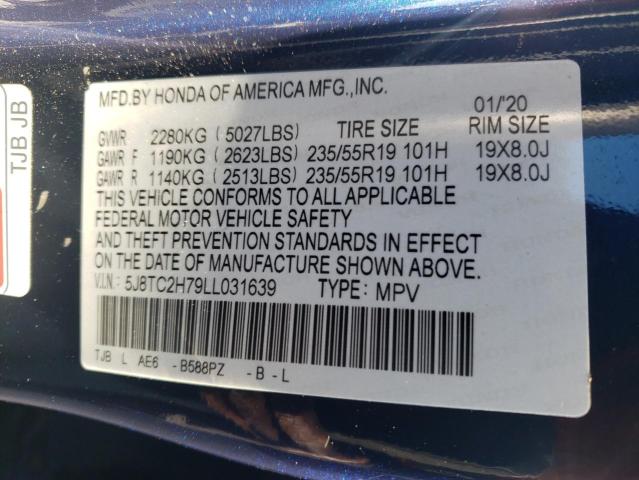 MFD.BY HONDA OF AMERICA MFG.,INC. 01/'20
GVWR 2280KG (5027LBS) TIRE SIZE RIM SIZE
GAWR F 1190KG (2623LBS) 235/55R19 101H 19X8.0J
GAWR R 1140KG (2513LBS) 235/55R19 101H 19X8.0J
THIS VEHICLE CONFORMS TO ALL APPLICABLE
FEDERAL MOTOR VEHICLE SAFETY
AND THEFT PREVENTION STANDARDS IN EFFECT
ON THE DATE OF MANUFACTURE SHOWN ABOVE.
V.I.N.: 5J8TC2H79LL031639 TYPE: MPV
TJB L AE6 -B588PZ -B-L
TJB JB